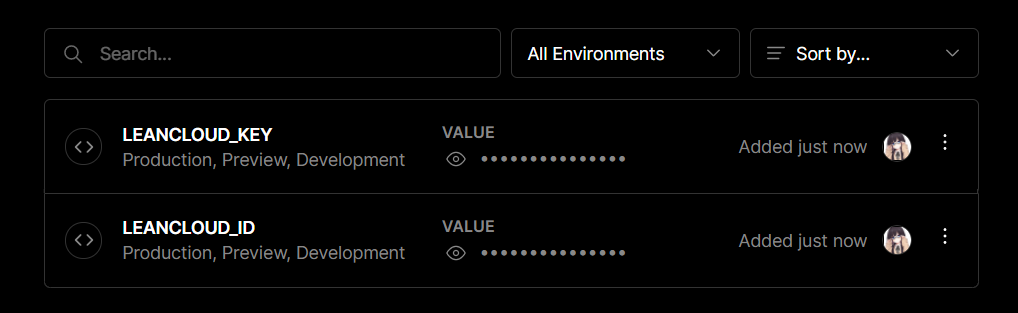 Search...
All Environments
Sort by...
LEANCLOUD_KEY
Production, Preview, Development
VALUE
•••••••••••••••
Added just now
LEANCLOUD_ID
Production, Preview, Development
VALUE
•••••••••••••••
Added just now